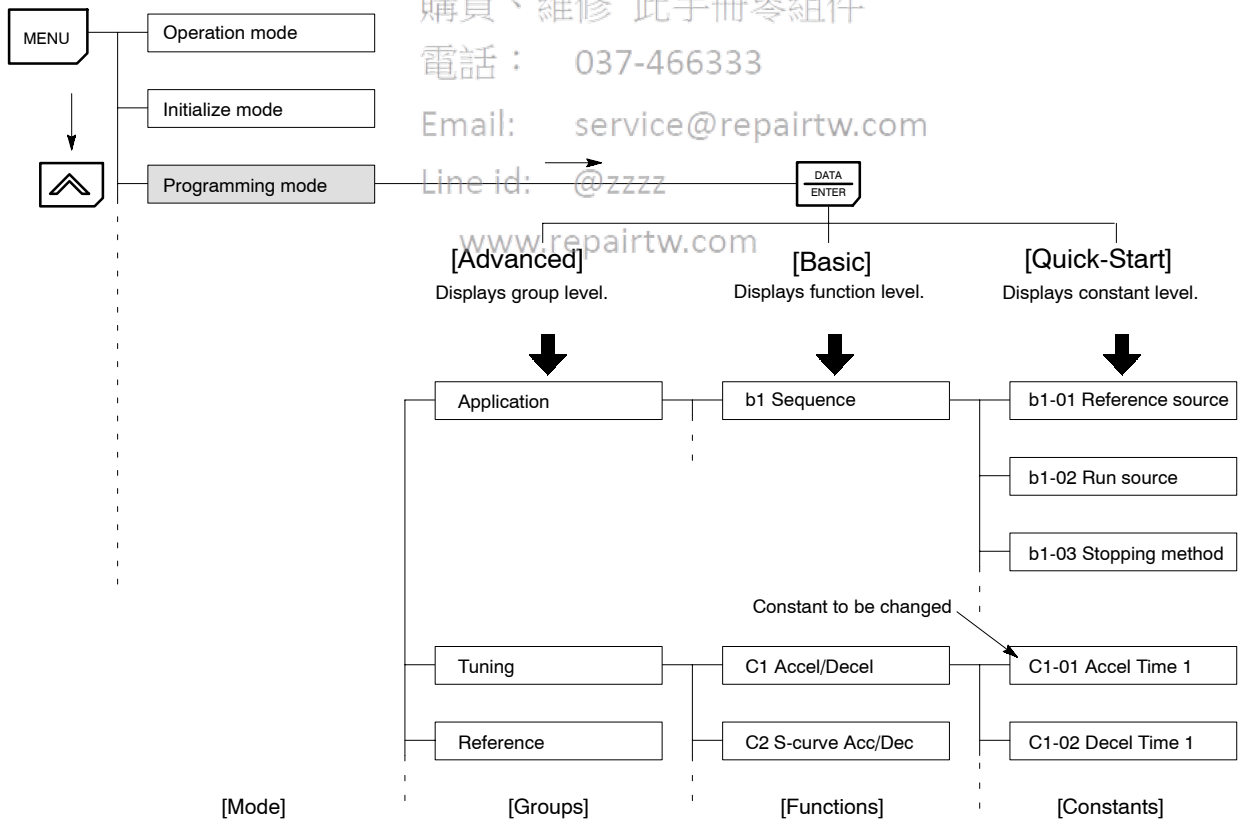 購買、維修 此手冊零組件
MENU
Operation mode
電話： 037-466333
Initialize mode
Email: service@repairtw.com
Programming mode
Line id: @zzzz
DATA
ENTER
www.repairtw.com
[Advanced]
Displays group level.
[Basic]
Displays function level.
[Quick-Start]
Displays constant level.
Application
b1 Sequence
b1-01 Reference source
b1-02 Run source
b1-03 Stopping method
Constant to be changed
Tuning
C1 Accel/Decel
C1-01 Accel Time 1
Reference
C2 S-curve Acc/Dec
C1-02 Decel Time 1
[Mode]
[Groups]
[Functions]
[Constants]